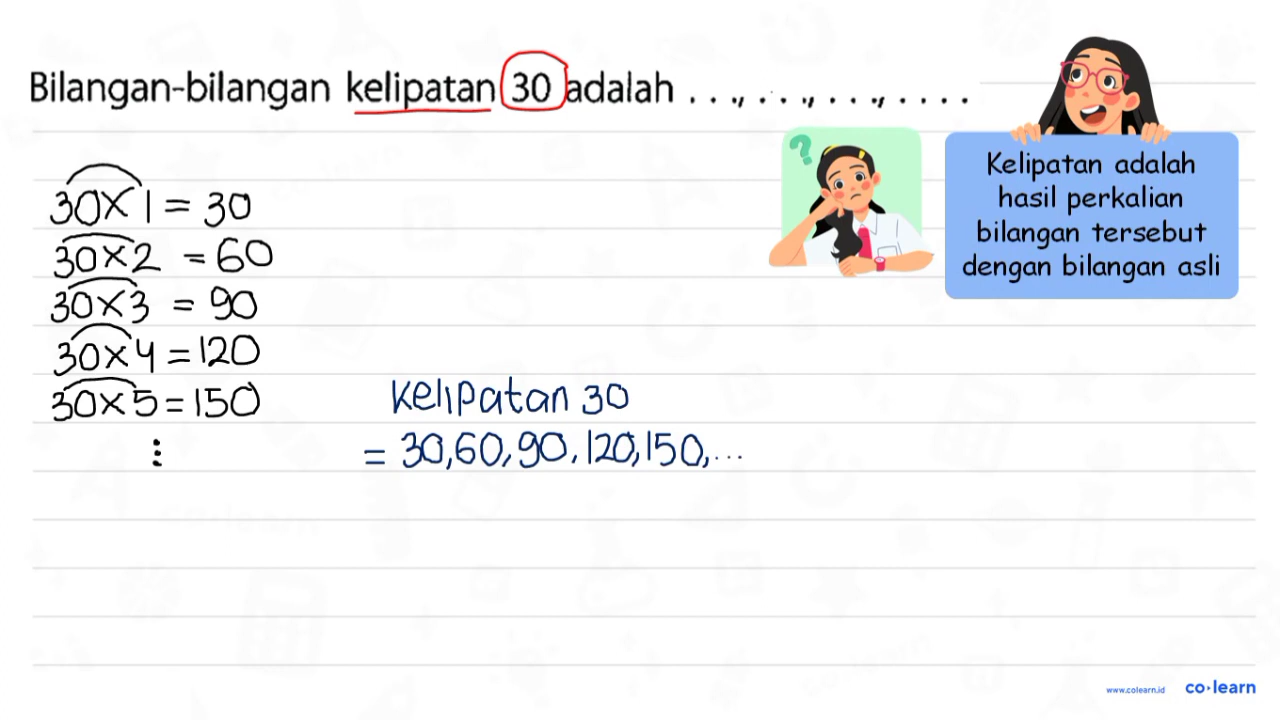 Bilangan-bilangan kelipatan 30 adalah . . ., . . ., . . ., . . . .
?
Kelipatan adalah
hasil perkalian
bilangan tersebut
dengan bilangan asli
30 × 1 = 30
30 × 2 = 60
30 × 3 = 90
30 × 4 = 120
30 × 5 = 150
⋮
Kelipatan 30
= 30, 60, 90, 120, 150, ...
www.colearn.id
co·learn